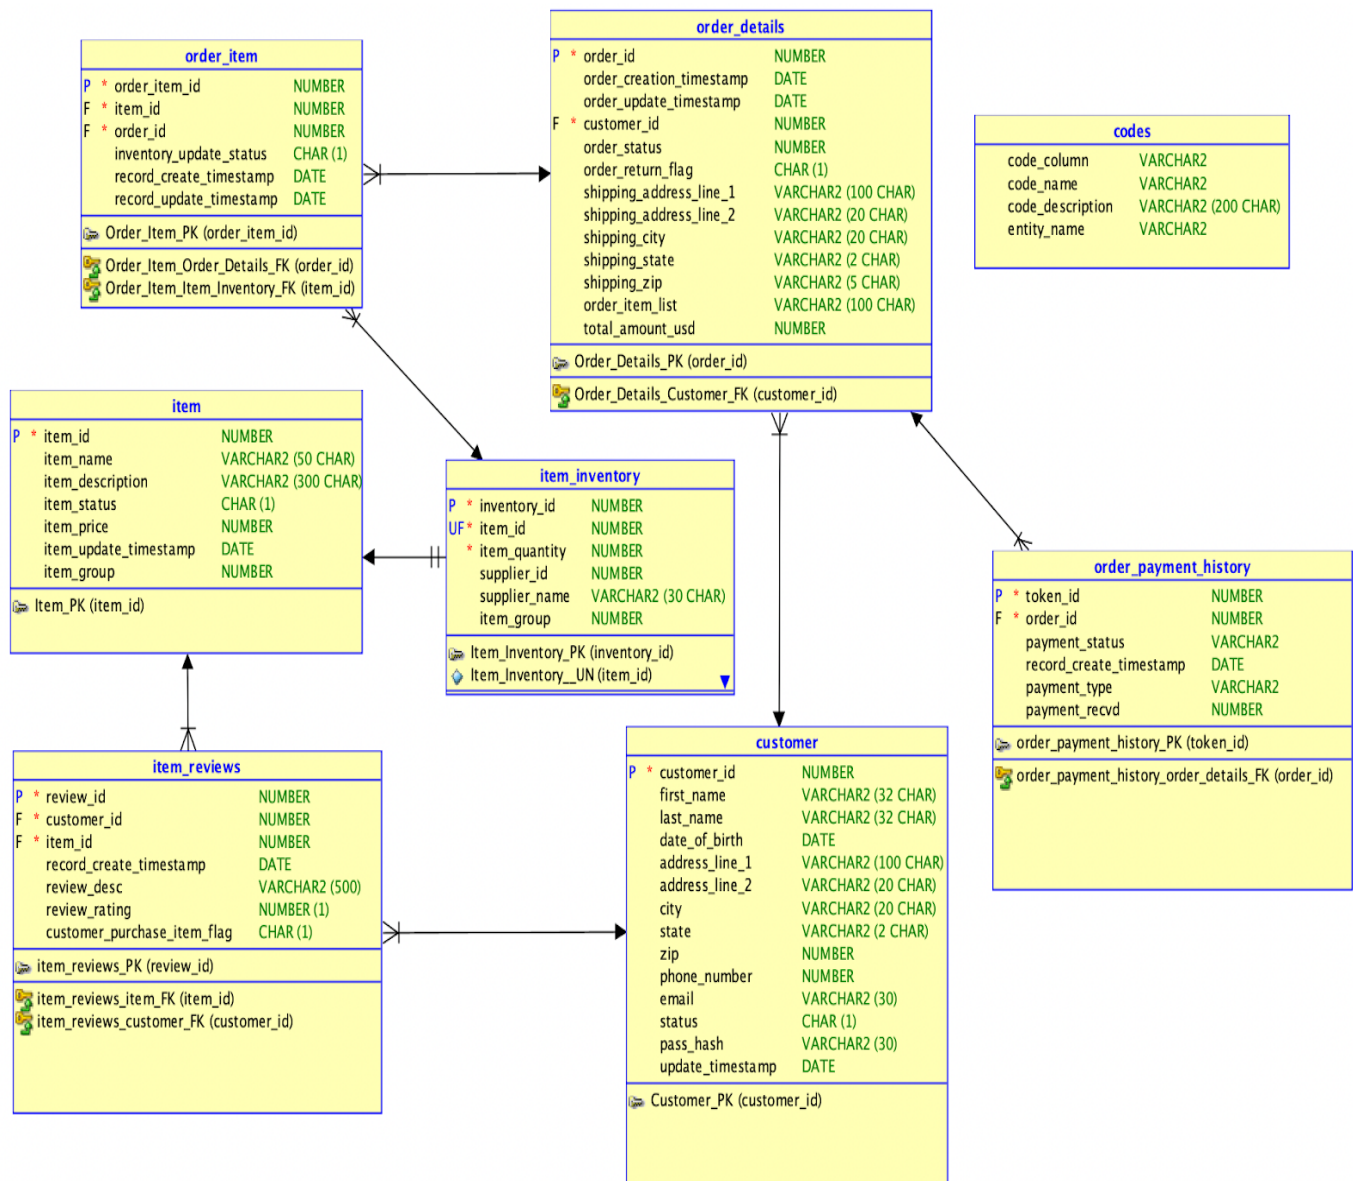 order_details
P * order_id NUMBER
order_creation_timestamp DATE
order_update_timestamp DATE
F * customer_id NUMBER
order_status NUMBER
order_return_flag CHAR (1)
shipping_address_line_1 VARCHAR2 (100 CHAR)
shipping_address_line_2 VARCHAR2 (20 CHAR)
shipping_city VARCHAR2 (20 CHAR)
shipping_state VARCHAR2 (2 CHAR)
shipping_zip VARCHAR2 (5 CHAR)
order_item_list VARCHAR2 (100 CHAR)
total_amount_usd NUMBER
Order_Details_PK (order_id)
Order_Details_Customer_FK (customer_id)
order_item
P * order_item_id NUMBER
F * item_id NUMBER
F * order_id NUMBER
inventory_update_status CHAR (1)
record_create_timestamp DATE
record_update_timestamp DATE
Order_Item_PK (order_item_id)
Order_Item_Order_Details_FK (order_id)
Order_Item_Item_Inventory_FK (item_id)
codes
code_column VARCHAR2
code_name VARCHAR2
code_description VARCHAR2 (200 CHAR)
entity_name VARCHAR2
item
P * item_id NUMBER
item_name VARCHAR2 (50 CHAR)
item_description VARCHAR2 (300 CHAR)
item_status CHAR (1)
item_price NUMBER
item_update_timestamp DATE
item_group NUMBER
Item_PK (item_id)
item_inventory
P * inventory_id NUMBER
UF * item_id NUMBER
* item_quantity NUMBER
supplier_id NUMBER
supplier_name VARCHAR2 (30 CHAR)
item_group NUMBER
Item_Inventory_PK (inventory_id)
Item_Inventory__UN (item_id)
order_payment_history
P * token_id NUMBER
F * order_id NUMBER
payment_status VARCHAR2
record_create_timestamp DATE
payment_type VARCHAR2
payment_recvd NUMBER
order_payment_history_PK (token_id)
order_payment_history_order_details_FK (order_id)
item_reviews
P * review_id NUMBER
F * customer_id NUMBER
F * item_id NUMBER
record_create_timestamp DATE
review_desc VARCHAR2 (500)
review_rating NUMBER (1)
customer_purchase_item_flag CHAR (1)
item_reviews_PK (review_id)
item_reviews_item_FK (item_id)
item_reviews_customer_FK (customer_id)
customer
P * customer_id NUMBER
first_name VARCHAR2 (32 CHAR)
last_name VARCHAR2 (32 CHAR)
date_of_birth DATE
address_line_1 VARCHAR2 (100 CHAR)
address_line_2 VARCHAR2 (20 CHAR)
city VARCHAR2 (20 CHAR)
state VARCHAR2 (2 CHAR)
zip NUMBER
phone_number NUMBER
email VARCHAR2 (30)
status CHAR (1)
pass_hash VARCHAR2 (30)
update_timestamp DATE
Customer_PK (customer_id)